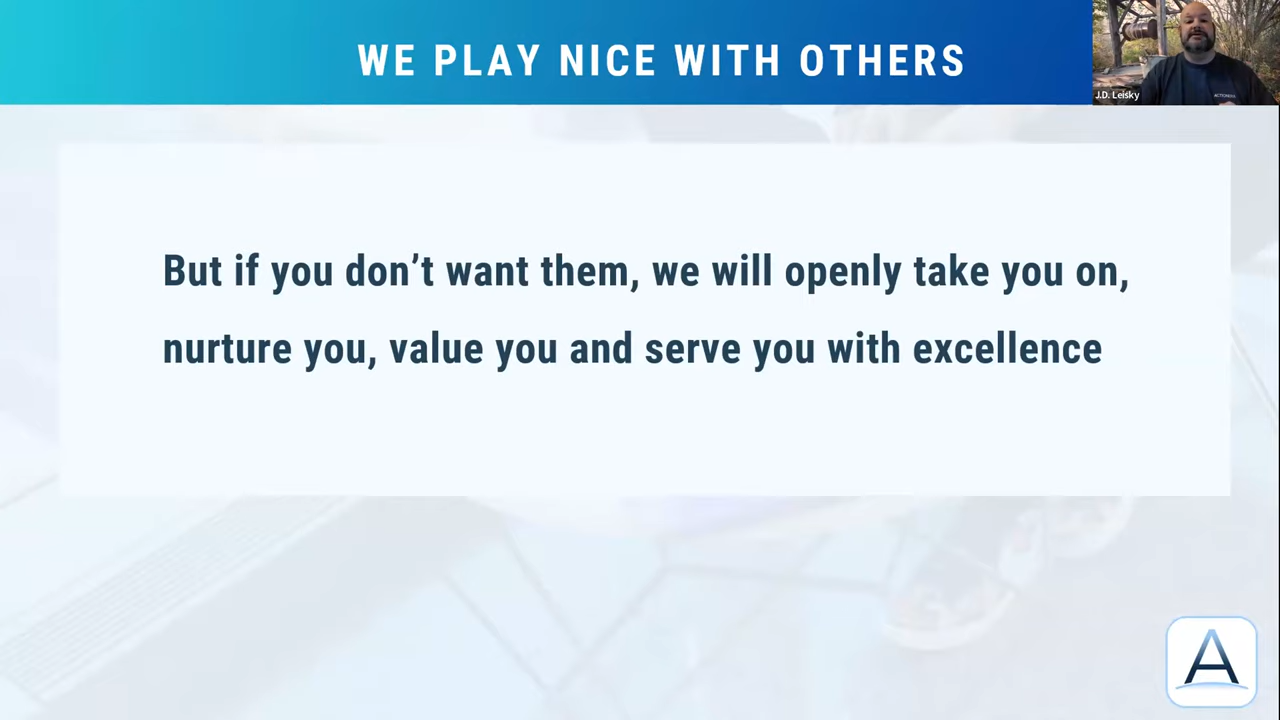 WE PLAY NICE WITH OTHERS
J.D. Leisky
But if you don’t want them, we will openly take you on,
nurture you, value you and serve you with excellence
A